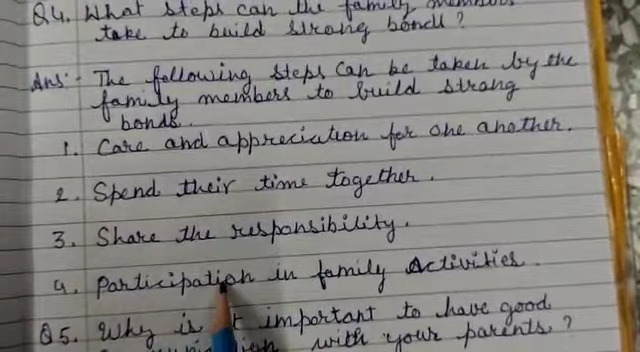 Q4. What steps can the family members
take to build strong bond?
Ans:- The following steps can be taken by the
family members to build strong
bonds.
1. Care and appreciation for one another.
2. Spend their time together.
3. Share the responsibility.
4. Participation in family Activities.
Q5. Why is it important to have good
with your parents?